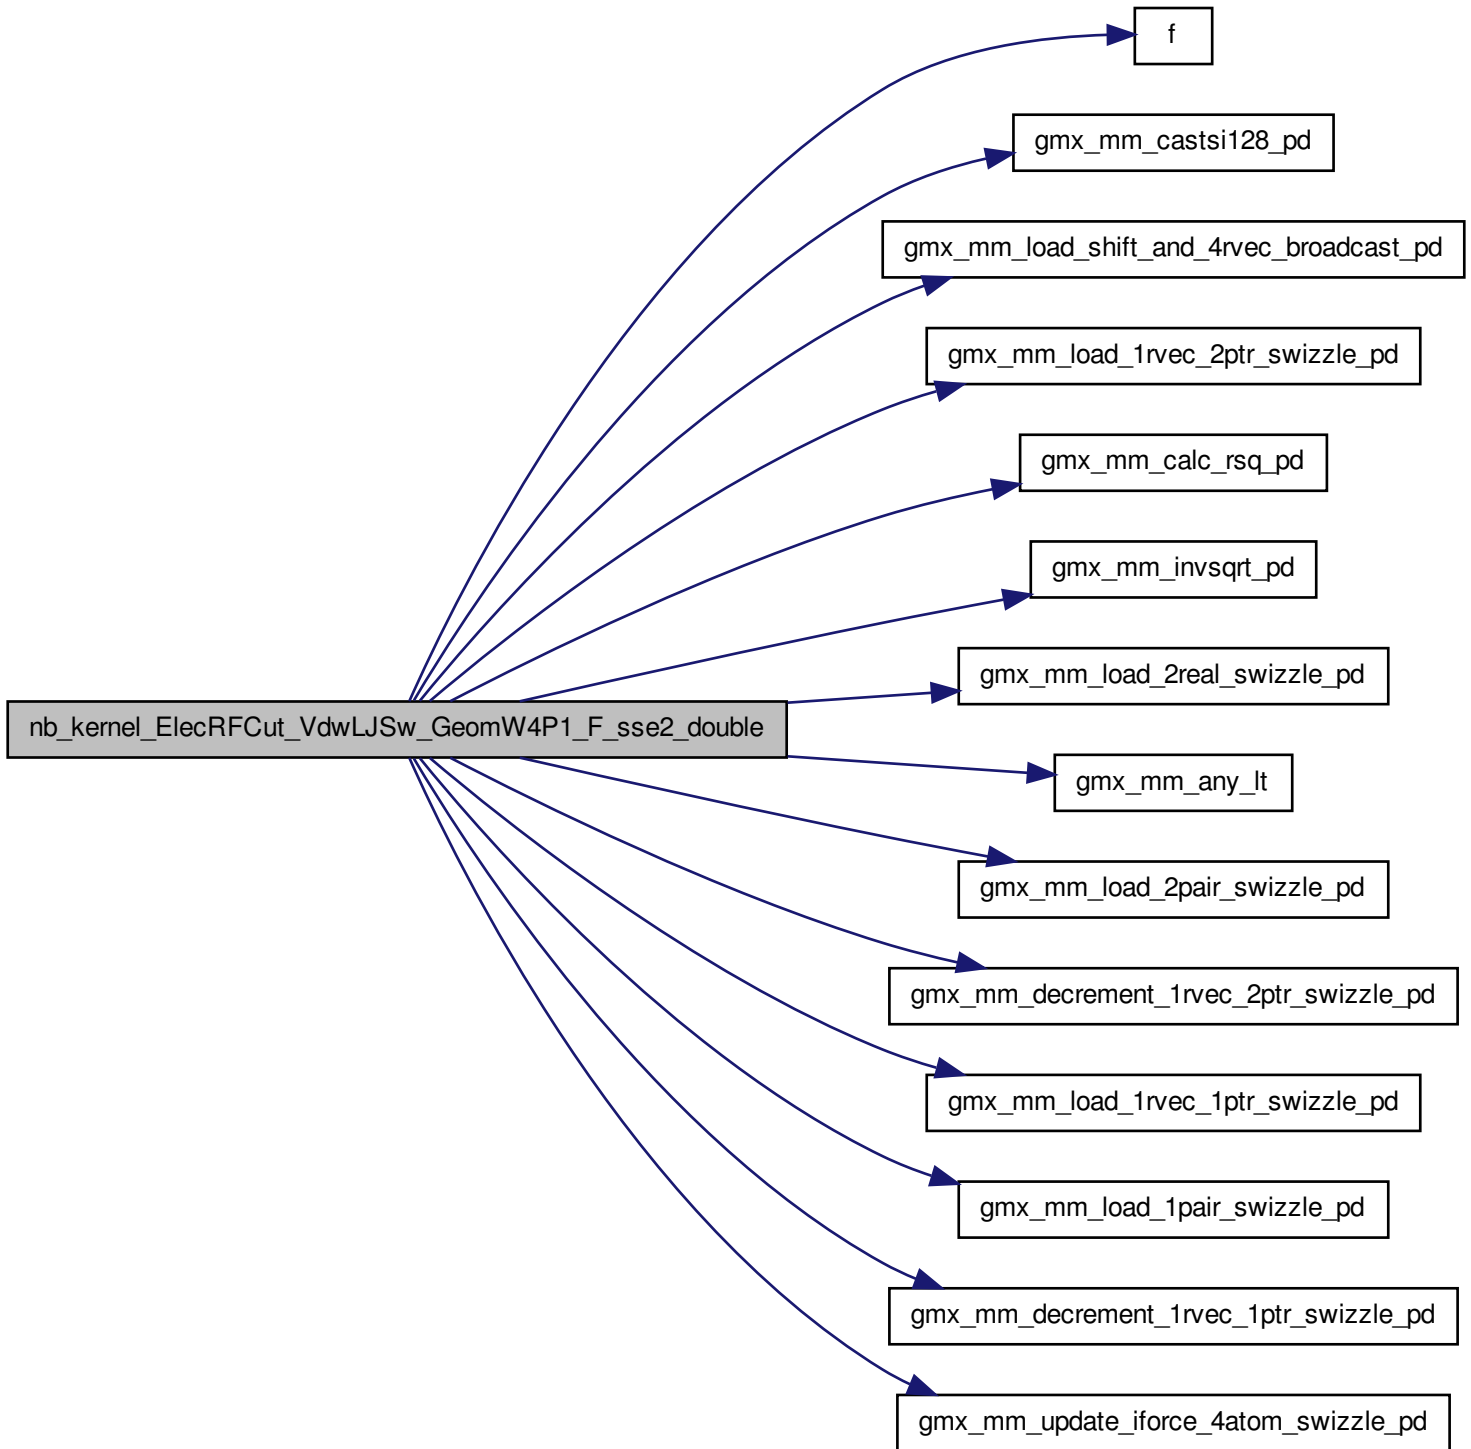 f
gmx_mm_castsi128_pd
gmx_mm_load_shift_and_4rvec_broadcast_pd
gmx_mm_load_1rvec_2ptr_swizzle_pd
gmx_mm_calc_rsq_pd
gmx_mm_invsqrt_pd
gmx_mm_load_2real_swizzle_pd
nb_kernel_ElecRFCut_VdwLJSw_GeomW4P1_F_sse2_double
gmx_mm_any_lt
gmx_mm_load_2pair_swizzle_pd
gmx_mm_decrement_1rvec_2ptr_swizzle_pd
gmx_mm_load_1rvec_1ptr_swizzle_pd
gmx_mm_load_1pair_swizzle_pd
gmx_mm_decrement_1rvec_1ptr_swizzle_pd
gmx_mm_update_iforce_4atom_swizzle_pd